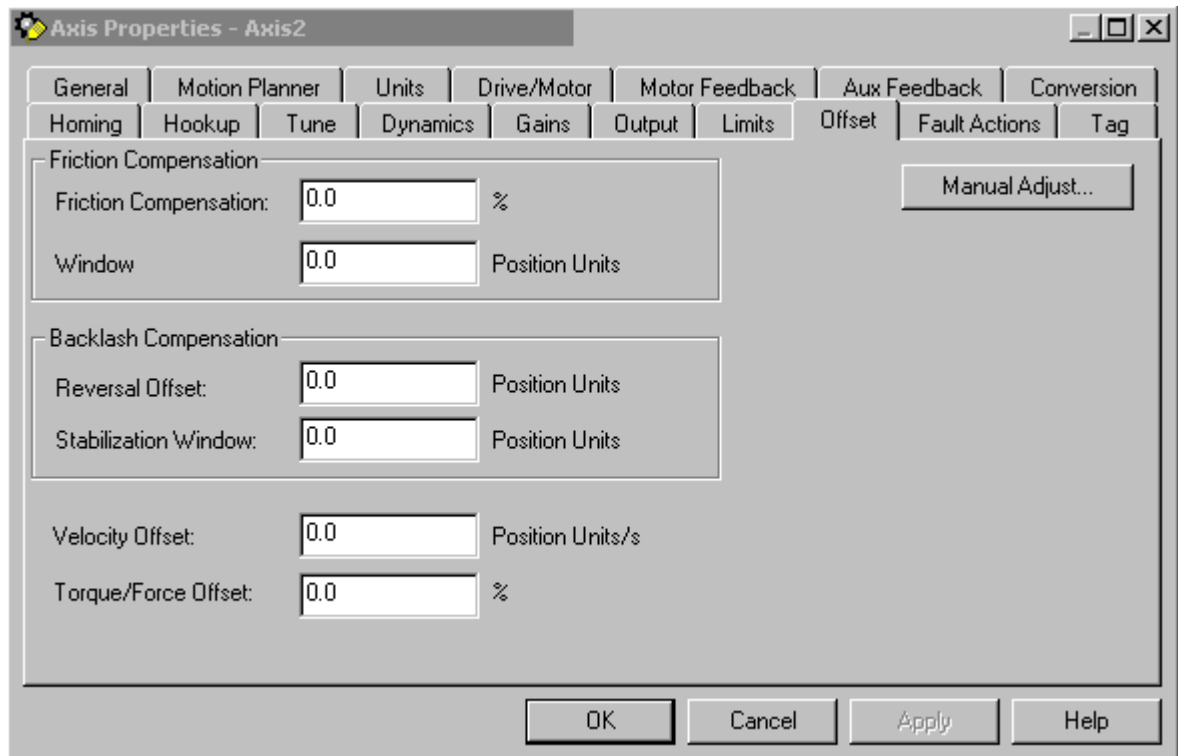 Axis Properties - Axis2
General Motion Planner Units Drive/Motor Motor Feedback Aux Feedback Conversion
Homing Hookup Tune Dynamics Gains Output Limits Offset Fault Actions Tag
Friction Compensation
Manual Adjust...
Friction Compensation: 0.0 %
Window 0.0 Position Units
Backlash Compensation
Reversal Offset: 0.0 Position Units
Stabilization Window: 0.0 Position Units
Velocity Offset: 0.0 Position Units/s
Torque/Force Offset: 0.0 %
OK Cancel Apply Help